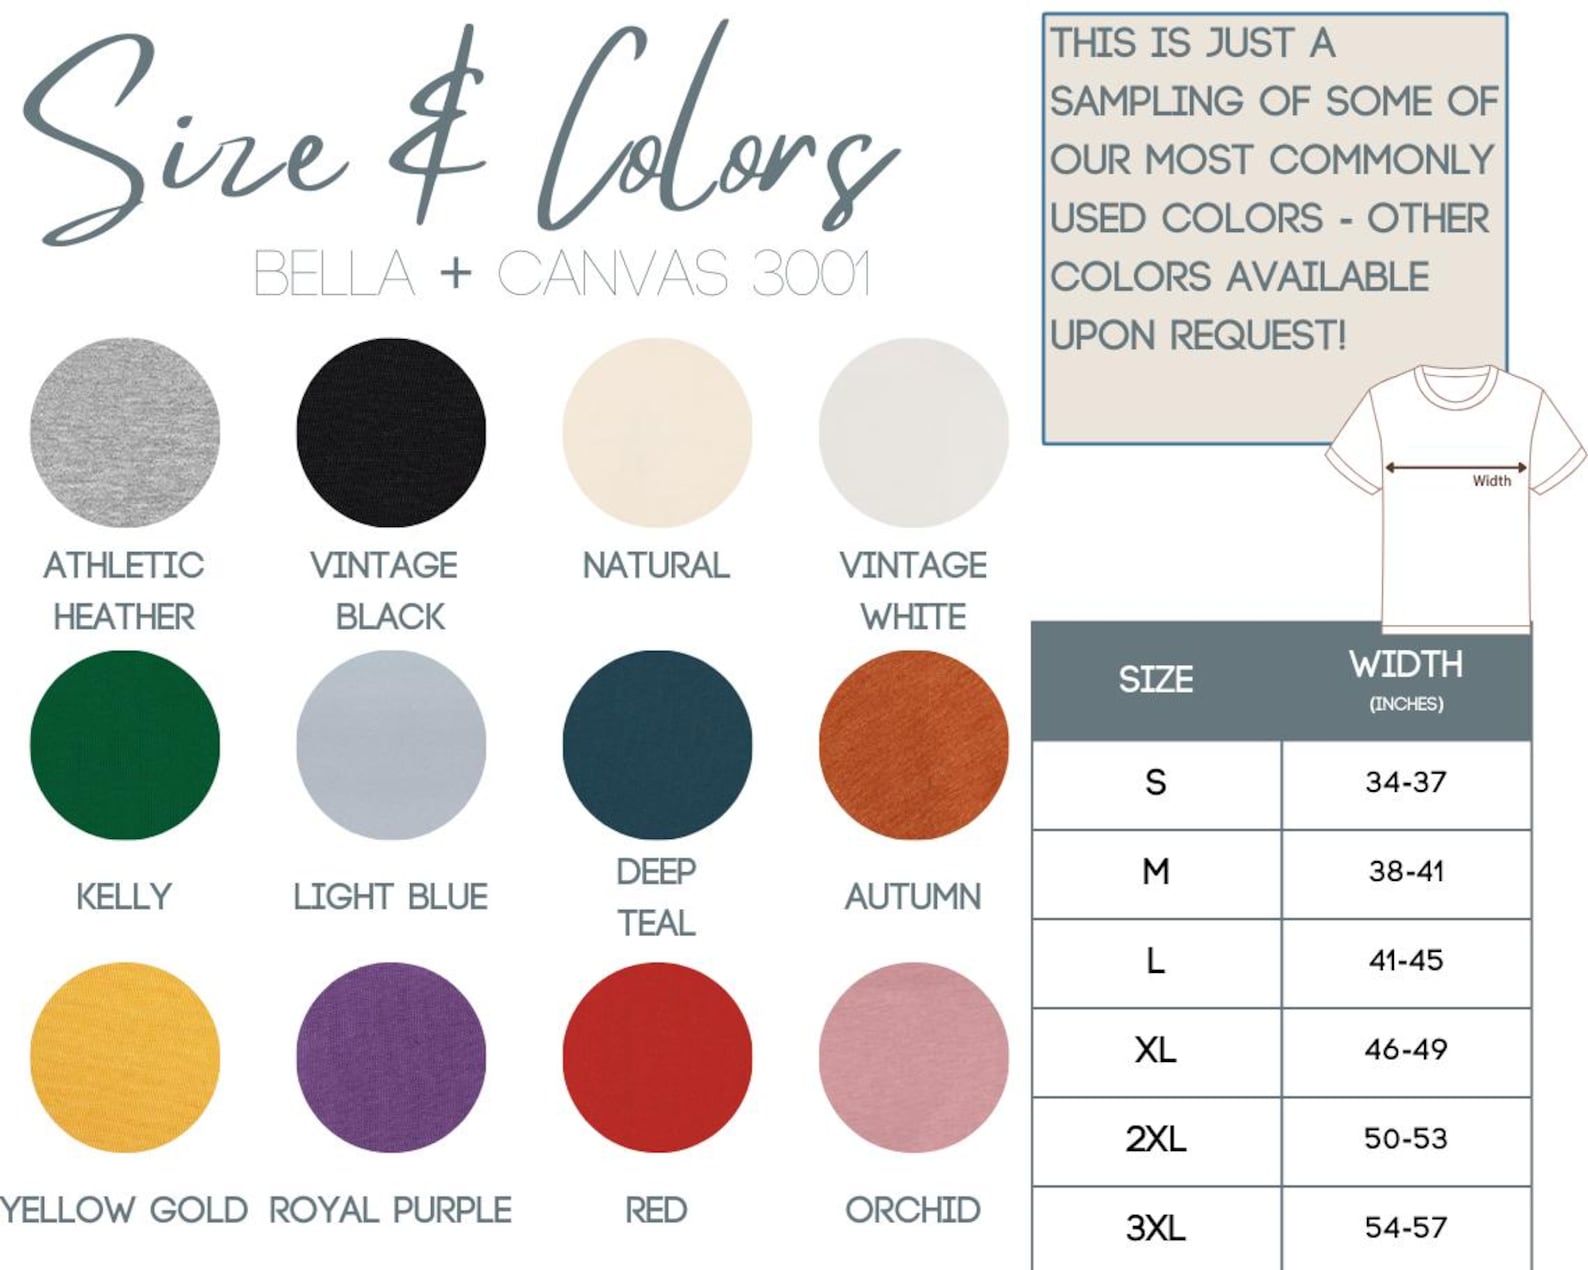 Size & Colors
BELLA + CANVAS 3001
THIS IS JUST A
SAMPLING OF SOME OF
OUR MOST COMMONLY
USED COLORS - OTHER
COLORS AVAILABLE
UPON REQUEST!
Width
ATHLETIC
HEATHER
VINTAGE
BLACK
NATURAL
VINTAGE
WHITE
KELLY
LIGHT BLUE
DEEP
TEAL
AUTUMN
YELLOW GOLD
ROYAL PURPLE
RED
ORCHID
SIZE WIDTH
(INCHES)
S 34-37
M 38-41
L 41-45
XL 46-49
2XL 50-53
3XL 54-57